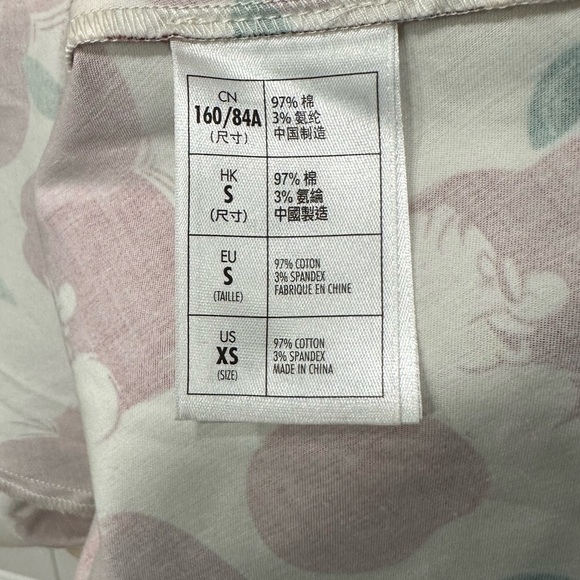 CN
160/84A
(尺寸)
97% 棉
3% 氨纶
中国制造
HK
S
(尺寸)
97% 棉
3% 氨綸
中國製造
EU
S
(TAILLE)
97% COTON
3% SPANDEX
FABRIQUE EN CHINE
US
XS
(SIZE)
97% COTTON
3% SPANDEX
MADE IN CHINA